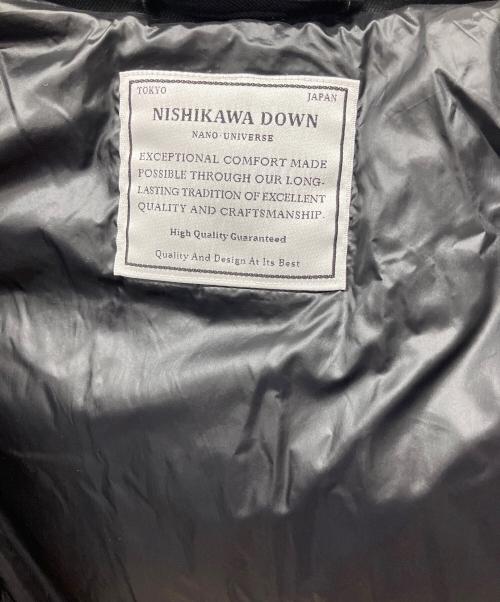 TOKYO JAPAN
NISHIKAWA DOWN
NANO·UNIVERSE
EXCEPTIONAL COMFORT MADE
POSSIBLE THROUGH OUR LONG-
LASTING TRADITION OF EXCELLENT
QUALITY AND CRAFTSMANSHIP.
High Quality Guaranteed
Quality And Design At Its Best